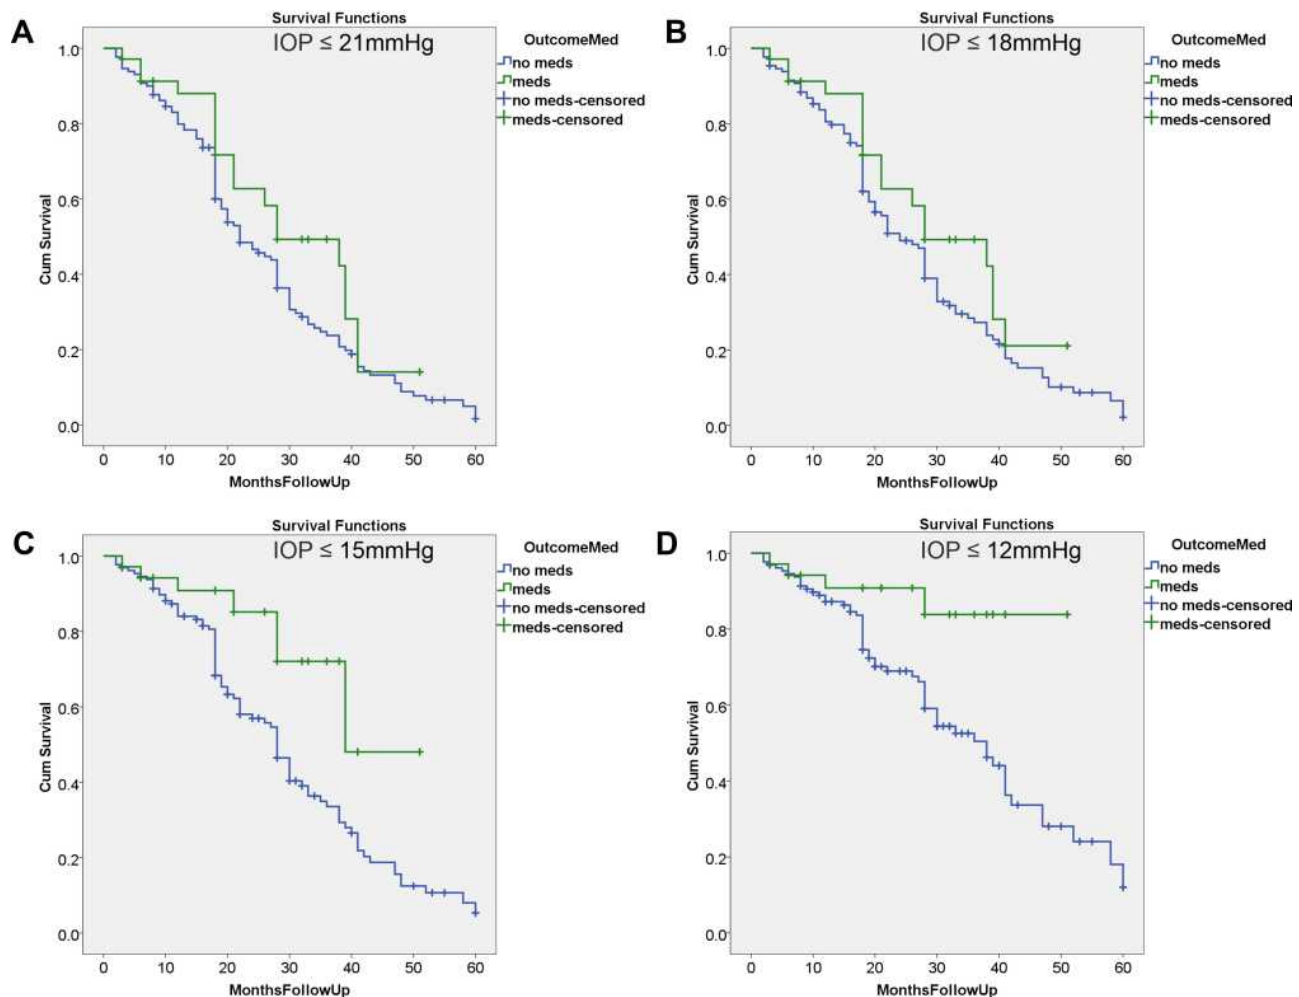 A
Survival Functions
IOP ≤ 21mmHg
OutcomeMed
no meds
meds
no meds-censored
meds-censored
Cum Survival
1.0
0.8
0.6
0.4
0.2
0.0
0 10 20 30 40 50 60
MonthsFollowUp
B
Survival Functions
IOP ≤ 18mmHg
OutcomeMed
no meds
meds
no meds-censored
meds-censored
Cum Survival
1.0
0.8
0.6
0.4
0.2
0.0
0 10 20 30 40 50 60
MonthsFollowUp
C
Survival Functions
IOP ≤ 15mmHg
OutcomeMed
no meds
meds
no meds-censored
meds-censored
Cum Survival
1.0
0.8
0.6
0.4
0.2
0.0
0 10 20 30 40 50 60
MonthsFollowUp
D
Survival Functions
IOP ≤ 12mmHg
OutcomeMed
no meds
meds
no meds-censored
meds-censored
Cum Survival
1.0
0.8
0.6
0.4
0.2
0.0
0 10 20 30 40 50 60
MonthsFollowUp